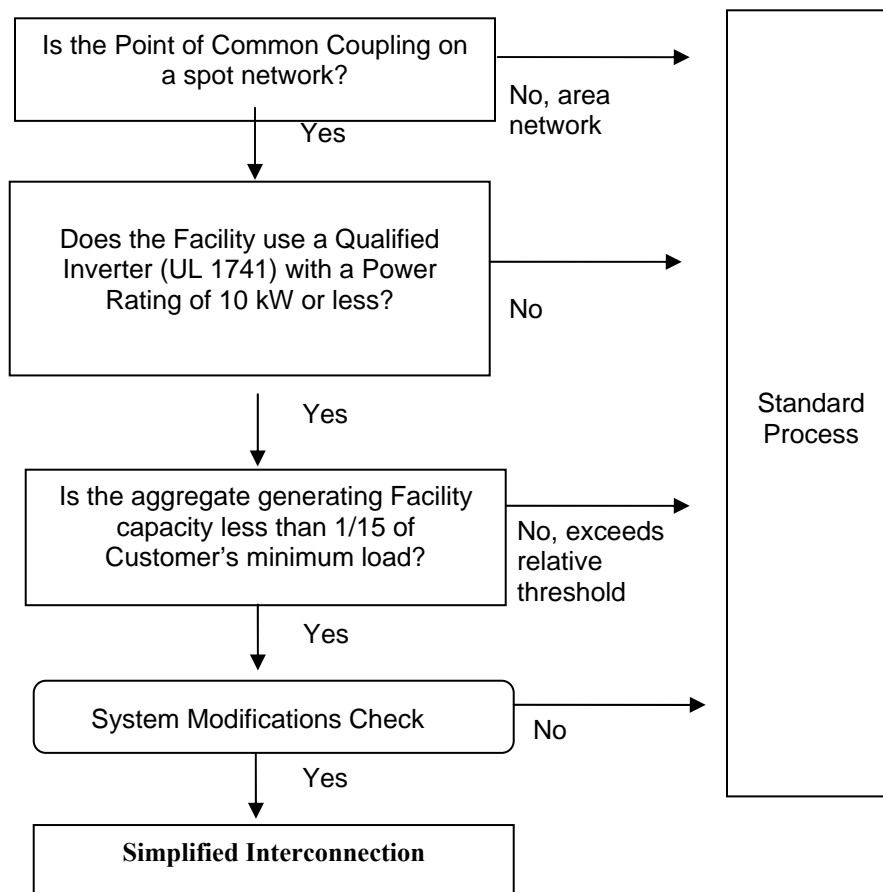 Is the Point of Common Coupling on
a spot network?
No, area
network
Yes
Does the Facility use a Qualified
Inverter (UL 1741) with a Power
Rating of 10 kW or less?
No
Yes
Standard
Process
Is the aggregate generating Facility
capacity less than 1/15 of
Customer's minimum load?
No, exceeds
relative
threshold
Yes
System Modifications Check
No
Yes
Simplified Interconnection